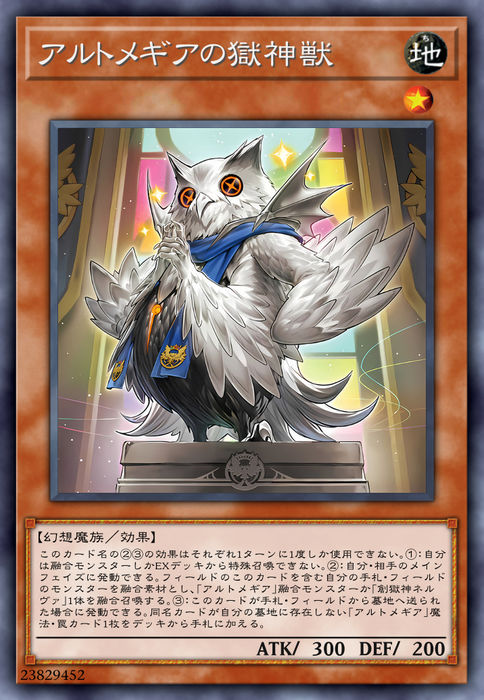 アルトメギアの獄神獣
ち
地
【幻想魔族／効果】
このカード名の②③の効果はそれぞれ1ターンに1度しか使用できない。①：自分
は融合モンスターしかEXデッキから特殊召喚できない。②：自分・相手のメイン
フェイズに発動できる。フィールドのこのカードを含む自分の手札・フィールド
のモンスターを融合素材とし、「アルトメギア」融合モンスターか「創獄神ネル
ヴァ」1体を融合召喚する。③：このカードが手札・フィールドから墓地へ送られ
た場合に発動できる。同名カードが自分の墓地に存在しない「アルトメギア」魔
法・罠カード1枚をデッキから手札に加える。
ATK/ 300 DEF/ 200
23829452